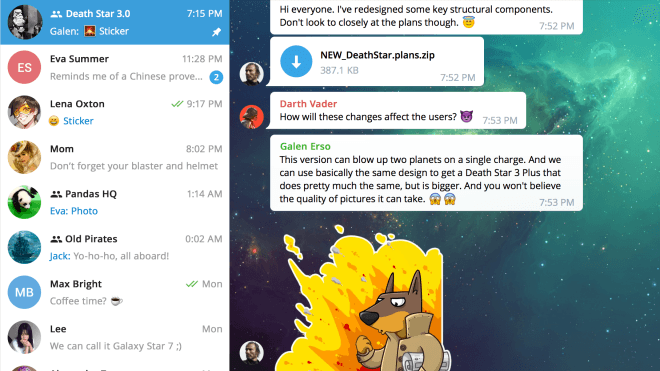 Death Star 3.0 7:15 PM
Galen: Sticker
ES
Eva Summer 11:28 PM
Reminds me of a Chinese prove... 2
Lena Oxton 9:17 PM
Sticker
Mom 8:02 PM
Don't forget your blaster and helmet
Pandas HQ 1:14 AM
Eva: Photo
Old Pirates 0:02 AM
Jack: Yo-ho-ho, all aboard!
MB
Max Bright Mon
Coffee time? ☕
Lee Mon
We can call it Galaxy Star 7 ;)
Hi everyone. I've redesigned some key structural components.
Don't look to closely at the plans though. 😇
7:52 PM
NEW_DeathStar.plans.zip
387.1 KB
7:52 PM
Darth Vader
How will these changes affect the users? 😈 7:53 PM
Galen Erso
This version can blow up two planets on a single charge. And we
can use basically the same design to get a Death Star 3 Plus that
does pretty much the same, but is bigger. And you won't believe
the quality of pictures it can take. 😱 😱
7:53 PM